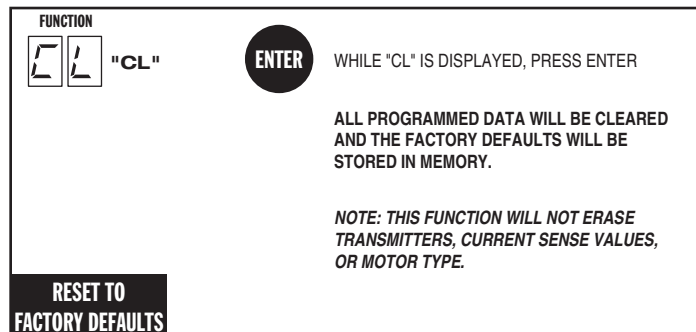 FUNCTION
CL "CL"
ENTER
WHILE "CL" IS DISPLAYED, PRESS ENTER
ALL PROGRAMMED DATA WILL BE CLEARED
AND THE FACTORY DEFAULTS WILL BE
STORED IN MEMORY.
NOTE: THIS FUNCTION WILL NOT ERASE
TRANSMITTERS, CURRENT SENSE VALUES,
OR MOTOR TYPE.
RESET TO
FACTORY DEFAULTS